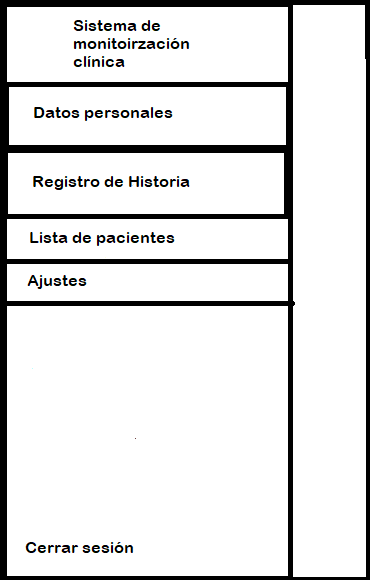 Sistema de
monitoirzación
clínica
Datos personales
Registro de Historia
Lista de pacientes
Ajustes
Cerrar sesión